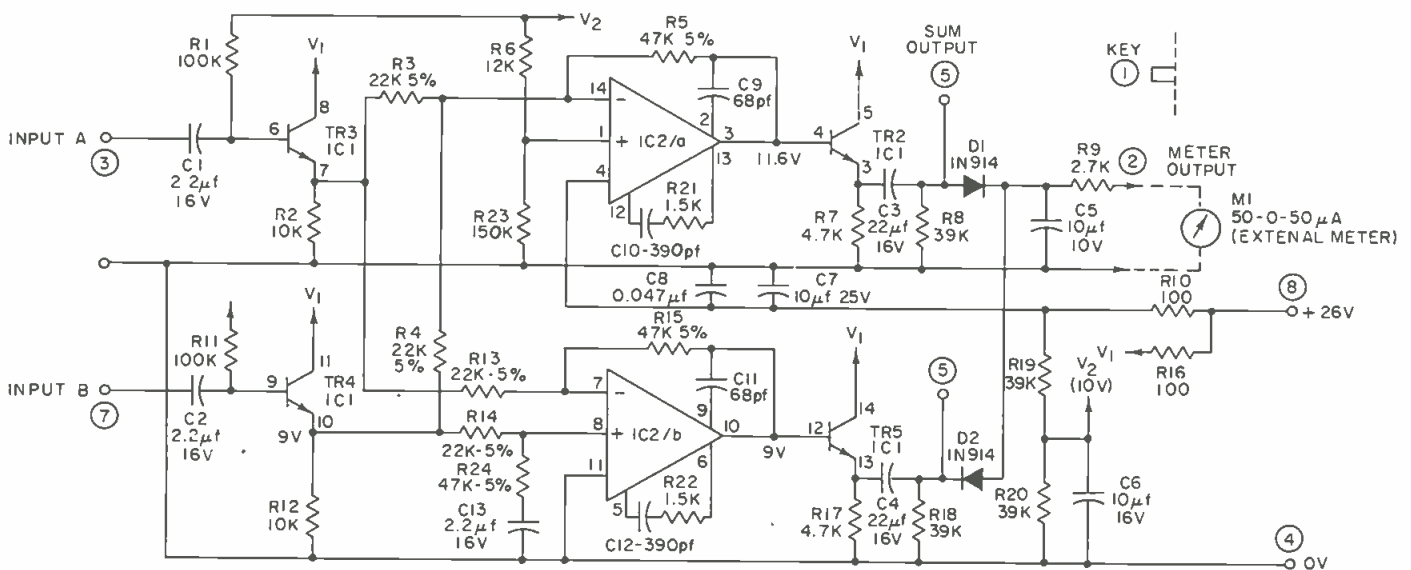 R1
100K
V2
R6
12K
R5
47K 5%
SUM
OUTPUT
5
KEY
1
V1
R3
22K 5%
C9
68pf
V1
INPUT A
3
8
6
TR3
IC1
7
14
1
4
IC2/a
2
3
13
11.6V
4
5
TR2
IC1
3
D1
IN914
R9
2.7K
2
METER
OUTPUT
C1
2.2µf
16V
R2
10K
R23
150K
12
R21
1.5K
C10-390pf
R7
4.7K
C3
22µf
16V
R8
39K
C5
10µf
10V
M1
50-0-50µA
(EXTENAL METER)
C8
0.047µf
C7
10µf 25V
R10
100
8
+26V
R11
100K
V1
R4
22K
5%
R13
22K-5%
R15
47K 5%
V1
5
R19
39K
V1
R16
100
V2
(10V)
INPUT B
7
9
11
TR4
IC1
10
9V
C2
2.2µf
16V
R14
22K-5%
R24
47K-5%
C13
2.2µf
16V
R12
10K
7
8
11
IC2/b
C11
68pf
9
10
6
9V
5
R22
1.5K
C12-390pf
12
14
TR5
IC1
13
D2
IN914
R17
4.7K
C4
22µf
16V
R18
39K
R20
39K
C6
10µf
16V
4
0V